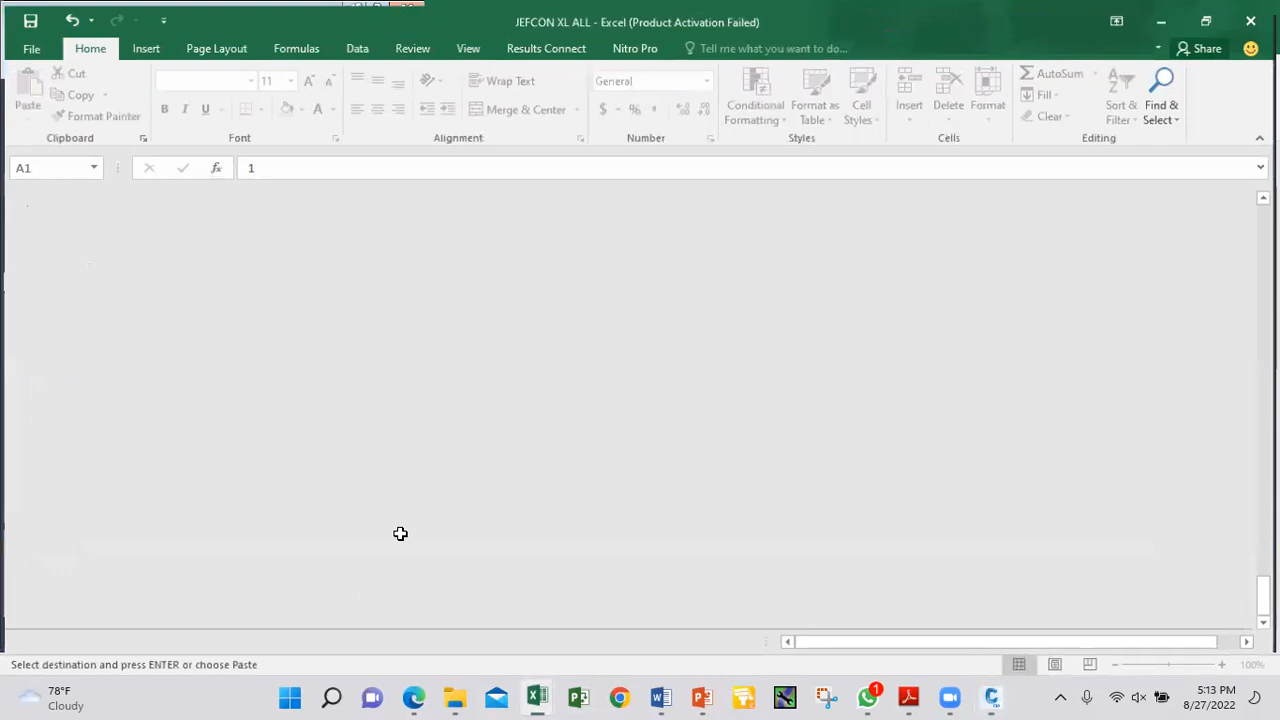 JEFCON XL ALL - Excel (Product Activation Failed)
File Home Insert Page Layout Formulas Data Review View Results Connect Nitro Pro Tell me what you want to do... Share
Paste
Cut
Copy
Format Painter
Clipboard
11
B I U A
Font
Wrap Text
Merge & Center
Alignment
General
$ %
Number
Conditional Formatting
Format as Table
Cell Styles
Styles
Insert
Delete
Format
Cells
AutoSum
Fill
Clear
Sort & Filter
Find & Select
Editing
A1 fx 1
Select destination and press ENTER or choose Paste
100%
78°F
Cloudy
1
5:13 PM
8/27/2022